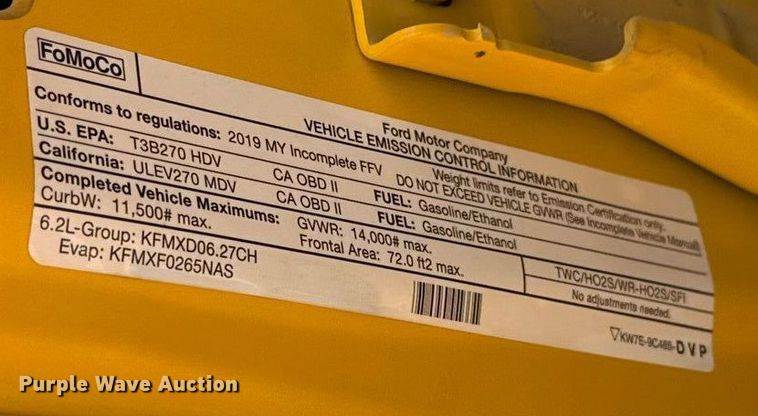 FoMoCo
Ford Motor Company
VEHICLE EMISSION CONTROL INFORMATION
Conforms to regulations: 2019 MY Incomplete FFV
Weight limits refer to Emission Certification only.
DO NOT EXCEED VEHICLE GVWR (See Incomplete Vehicle Manual)
U.S. EPA: T3B270 HDV CA OBD II FUEL: Gasoline/Ethanol
California: ULEV270 MDV CA OBD II FUEL: Gasoline/Ethanol
Completed Vehicle Maximums: GVWR: 14,000# max.
CurbW: 11,500# max. Frontal Area: 72.0 ft2 max.
6.2L-Group: KFMXD06.27CH
Evap: KFMXF0265NAS
TWC/HO2S/WR-HO2S/SFI
No adjustments needed.
KW7E-9C485-DVP
Purple Wave Auction